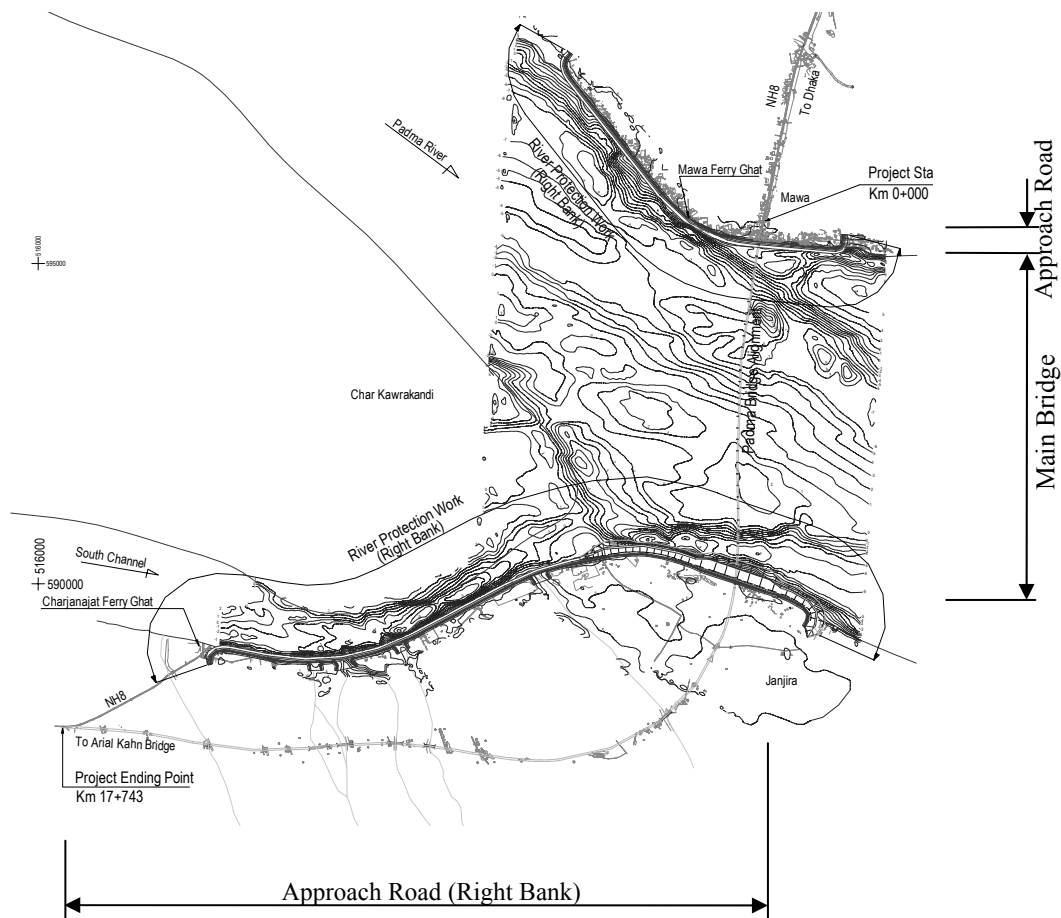 NH8
To Dhaka
Padma River
River Protection Work
(Right Bank)
Mawa Ferry Ghat
Mawa
Project Sta
Km 0+000
Approach Road
516000
595000
Main Bridge
Padma Bridge Alignment
Char Kawrakandi
River Protection Work
(Right Bank)
South Channel
516000
590000
Charjanajat Ferry Ghat
NH8
Janjira
To Arial Kahn Bridge
Project Ending Point
Km 17+743
Approach Road (Right Bank)